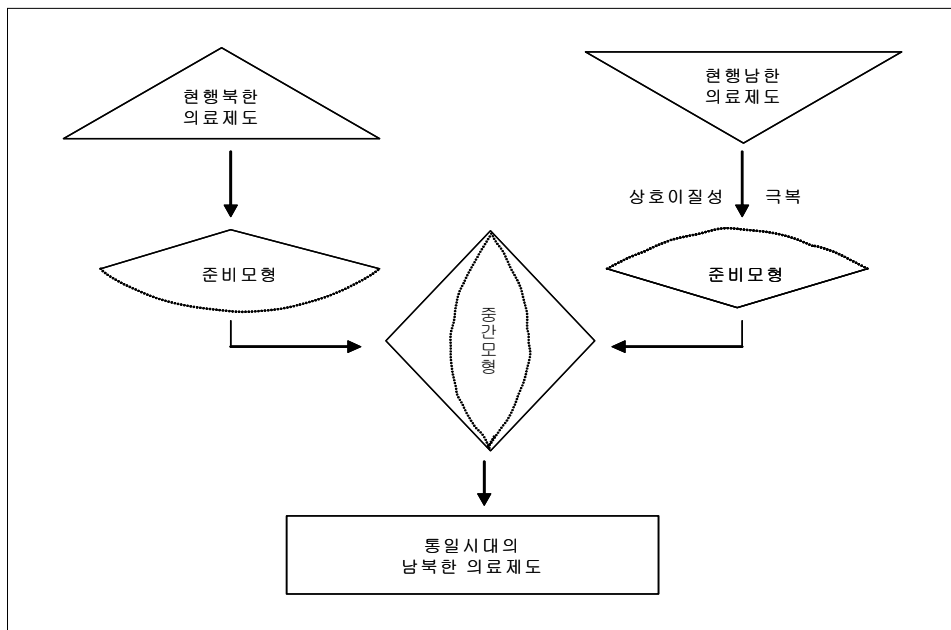 현행북한
의료제도
현행남한
의료제도
상호이질성 극복
준비모형
준비모형
중간모형
통일시대의
남북한 의료제도